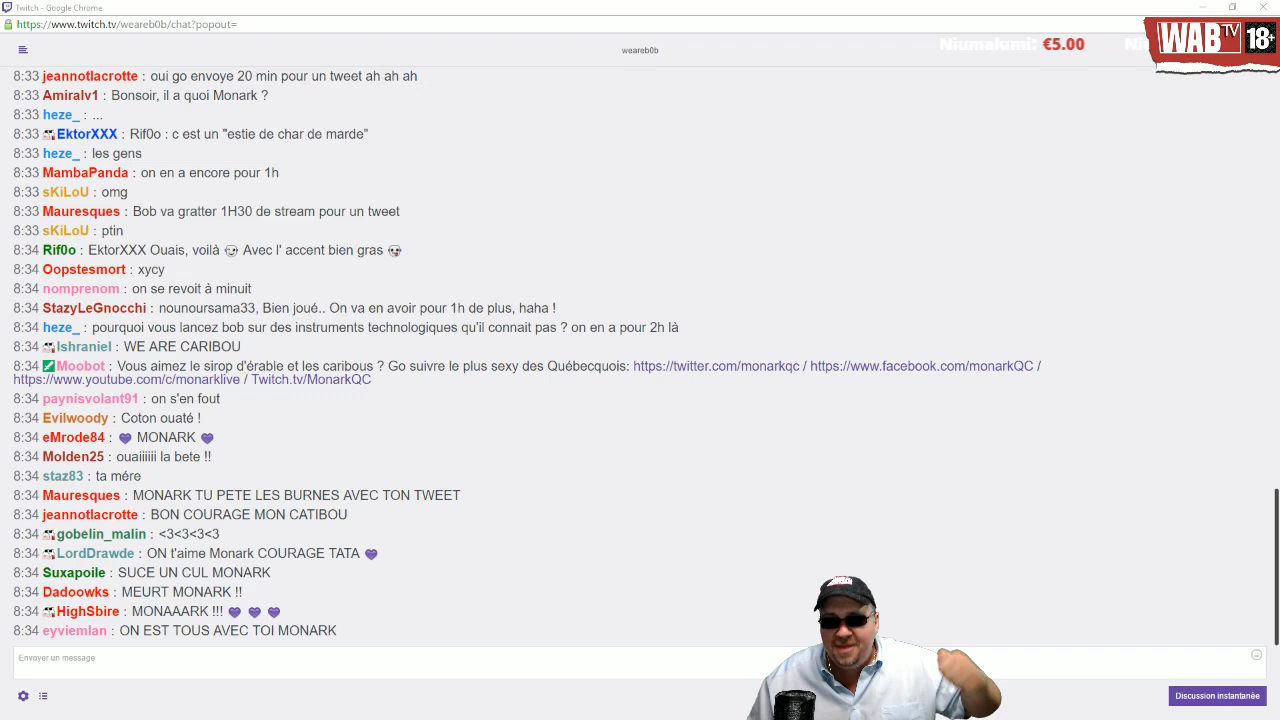 Twitch - Google Chrome
https://www.twitch.tv/weareb0b/chat?popout=
weareb0b
Niumalumi: €5.00
WAB TV 18+
8:33 jeannotlacrotte : oui go envoye 20 min pour un tweet ah ah ah
8:33 Amiralv1 : Bonsoir, il a quoi Monark ?
8:33 heze_ : ...
8:33 EktorXXX : Rif0o : c est un "estie de char de marde"
8:33 heze_ : les gens
8:33 MambaPanda : on en a encore pour 1h
8:33 sKiLoU : omg
8:33 Mauresques : Bob va gratter 1H30 de stream pour un tweet
8:33 sKiLoU : ptin
8:34 Rif0o : EktorXXX Ouais, voilà Avec l' accent bien gras
8:34 Oopstesmort : xycy
8:34 nomprenom : on se revoit à minuit
8:34 StazyLeGnocchi : nounoursama33, Bien joué.. On va en avoir pour 1h de plus, haha !
8:34 heze_ : pourquoi vous lancez bob sur des instruments technologiques qu'il connait pas ? on en a pour 2h là
8:34 Ishraniel : WE ARE CARIBOU
8:34 Moobot : Vous aimez le sirop d'érable et les caribous ? Go suivre le plus sexy des Québecquois: https://twitter.com/monarkqc / https://www.facebook.com/monarkQC /
https://www.youtube.com/c/monarklive / Twitch.tv/MonarkQC
8:34 paynisvolant91 : on s'en fout
8:34 Evilwoody : Coton ouaté !
8:34 eMrode84 : MONARK
8:34 Molden25 : ouaiiiiii la bete !!
8:34 staz83 : ta mére
8:34 Mauresques : MONARK TU PETE LES BURNES AVEC TON TWEET
8:34 jeannotlacrotte : BON COURAGE MON CATIBOU
8:34 gobelin_malin : <3<3<3<3
8:34 LordDrawde : ON t'aime Monark COURAGE TATA
8:34 Suxapoile : SUCE UN CUL MONARK
8:34 Dadoowks : MEURT MONARK !!
8:34 HighSbire : MONAAARK !!!
8:34 eyviemlan : ON EST TOUS AVEC TOI MONARK
Envoyer un message
Discussion instantanée